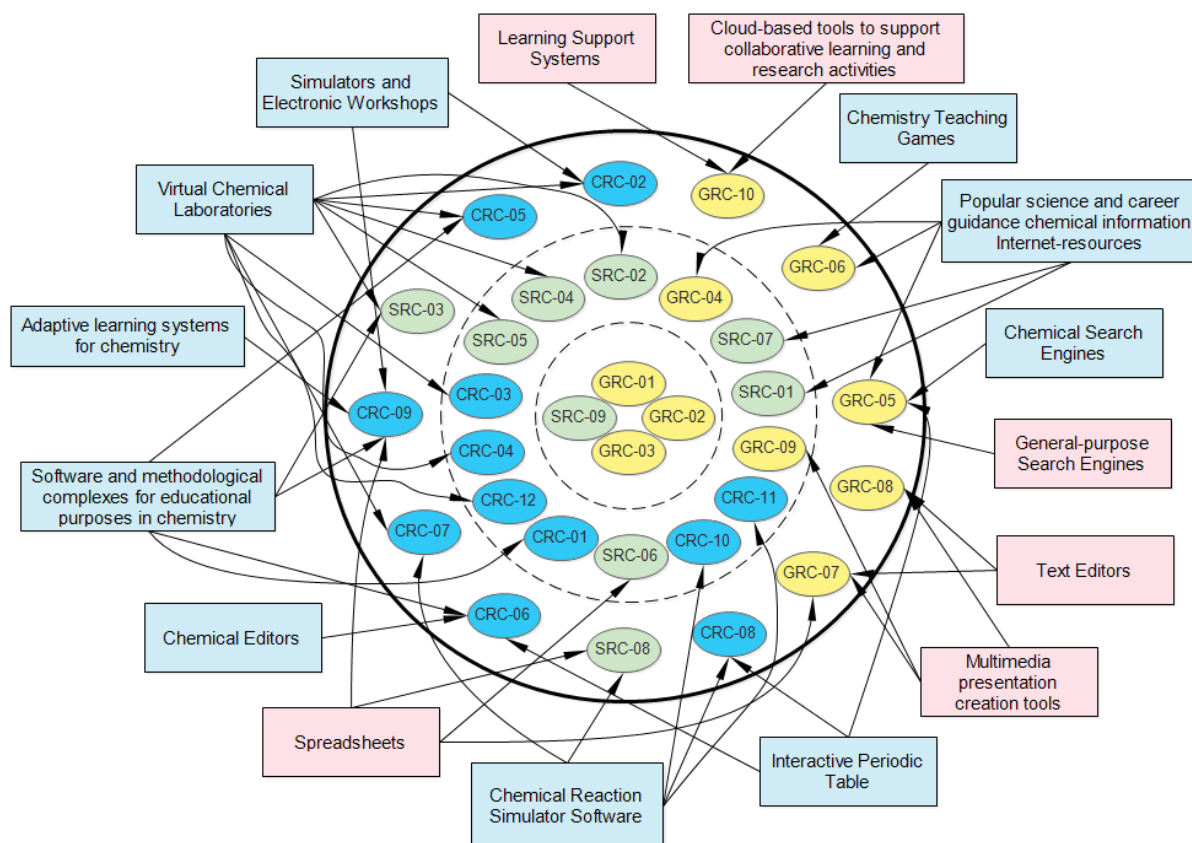 Learning Support
Systems
Cloud-based tools to support
collaborative learning and
research activities
Simulators and
Electronic Workshops
Chemistry Teaching
Games
Virtual Chemical
Laboratories
CRC-02
GRC-10
CRC-05
Popular science and career
guidance chemical information
Internet-resources
SRC-02
GRC-06
SRC-04
GRC-04
SRC-03
Adaptive learning systems
for chemistry
SRC-05
SRC-07
Chemical Search
Engines
GRC-01
CRC-03
SRC-01
CRC-09
SRC-09
GRC-02
GRC-05
General-purpose
Search Engines
CRC-04
GRC-03
GRC-09
Software and methodological
complexes for educational
purposes in chemistry
CRC-12
CRC-11
GRC-08
CRC-07
CRC-01
SRC-06
CRC-10
GRC-07
Text Editors
Chemical Editors
CRC-06
SRC-08
CRC-08
Multimedia
presentation
creation tools
Spreadsheets
Interactive Periodic
Table
Chemical Reaction
Simulator Software